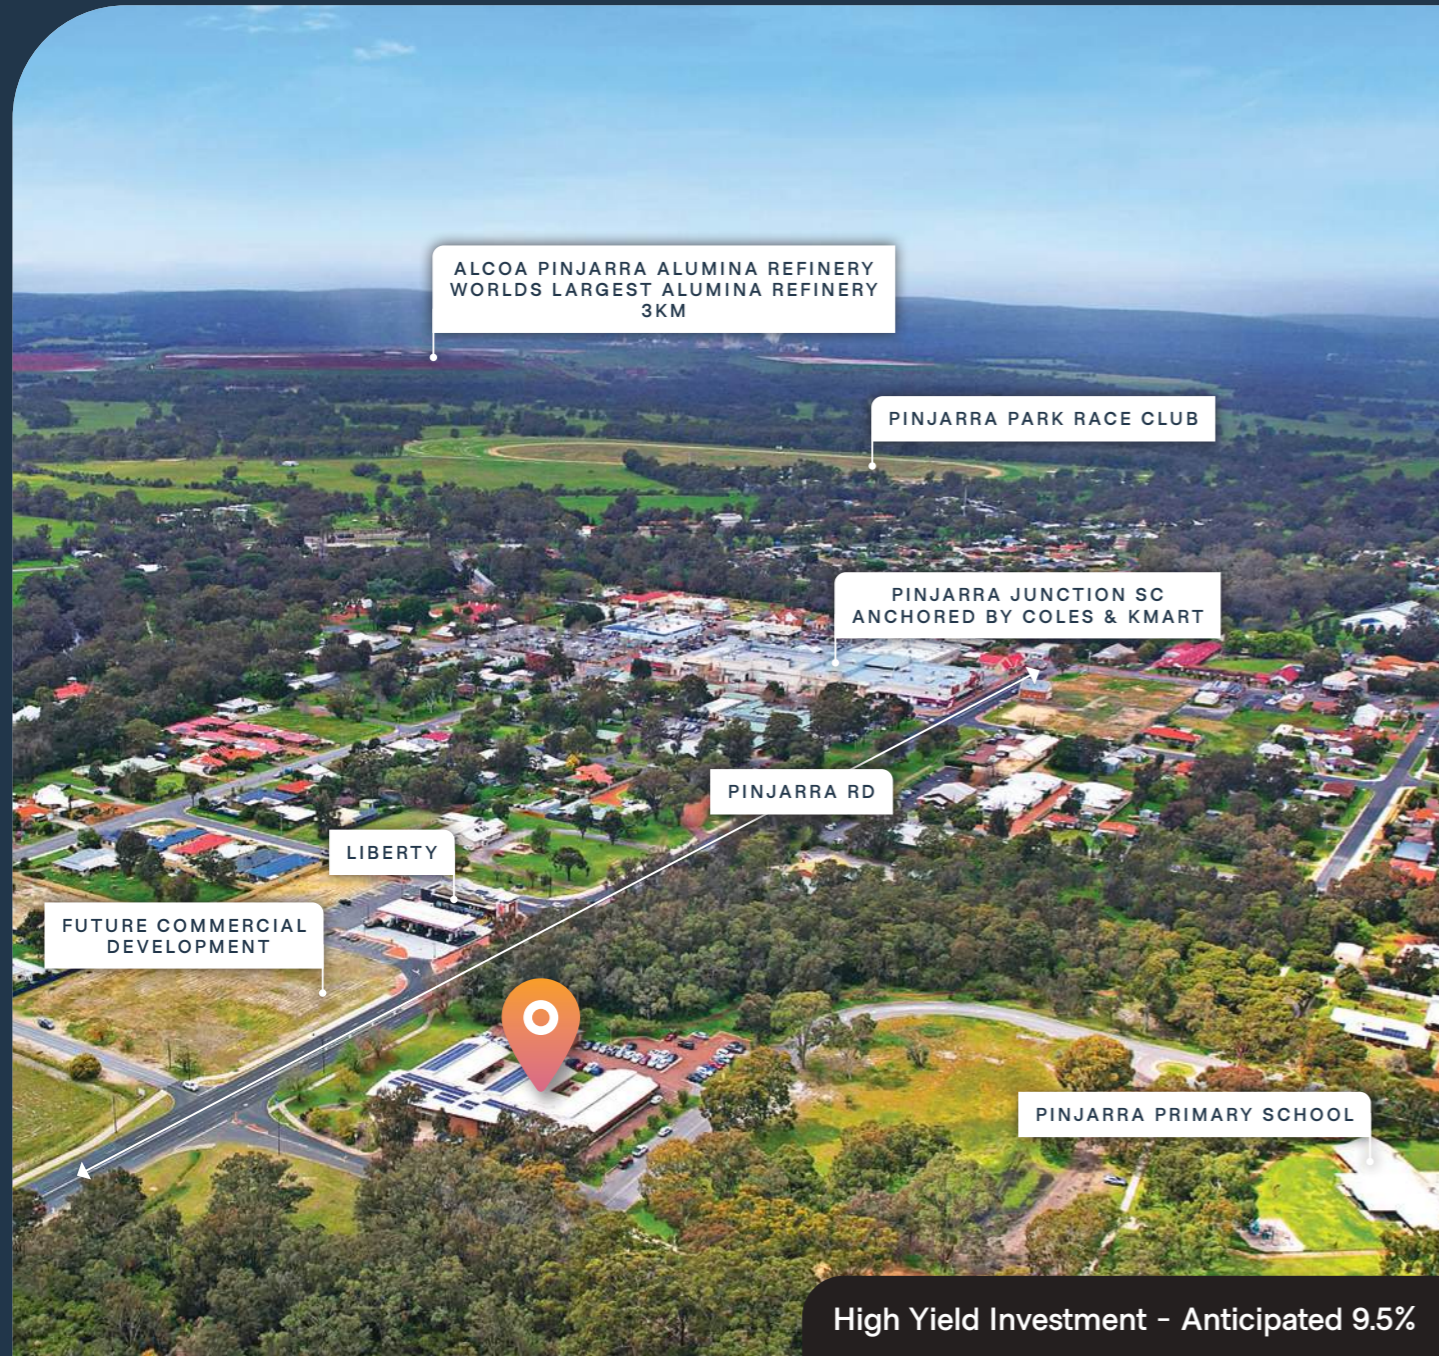 ALCOA PINJARRA ALUMINA REFINERY
WORLDS LARGEST ALUMINA REFINERY
3KM
PINJARRA PARK RACE CLUB
PINJARRA JUNCTION SC
ANCHORED BY COLES & KMART
PINJARRA RD
LIBERTY
FUTURE COMMERCIAL
DEVELOPMENT
PINJARRA PRIMARY SCHOOL
High Yield Investment - Anticipated 9.5%